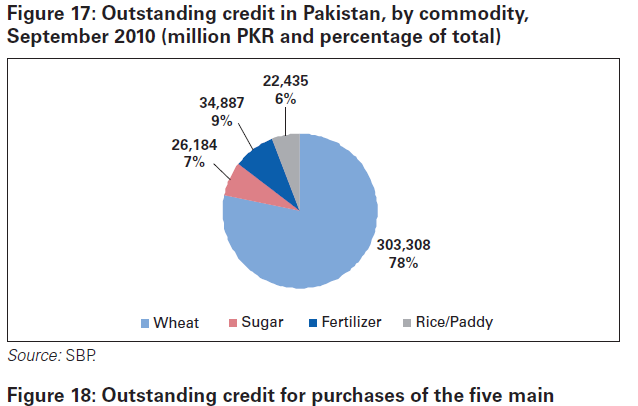 Figure 17: Outstanding credit in Pakistan, by commodity,
September 2010 (million PKR and percentage of total)
22,435
6%
34,887
9%
26,184
7%
303,308
78%
Wheat Sugar Fertilizer Rice/Paddy
Source: SBP.
Figure 18: Outstanding credit for purchases of the five main